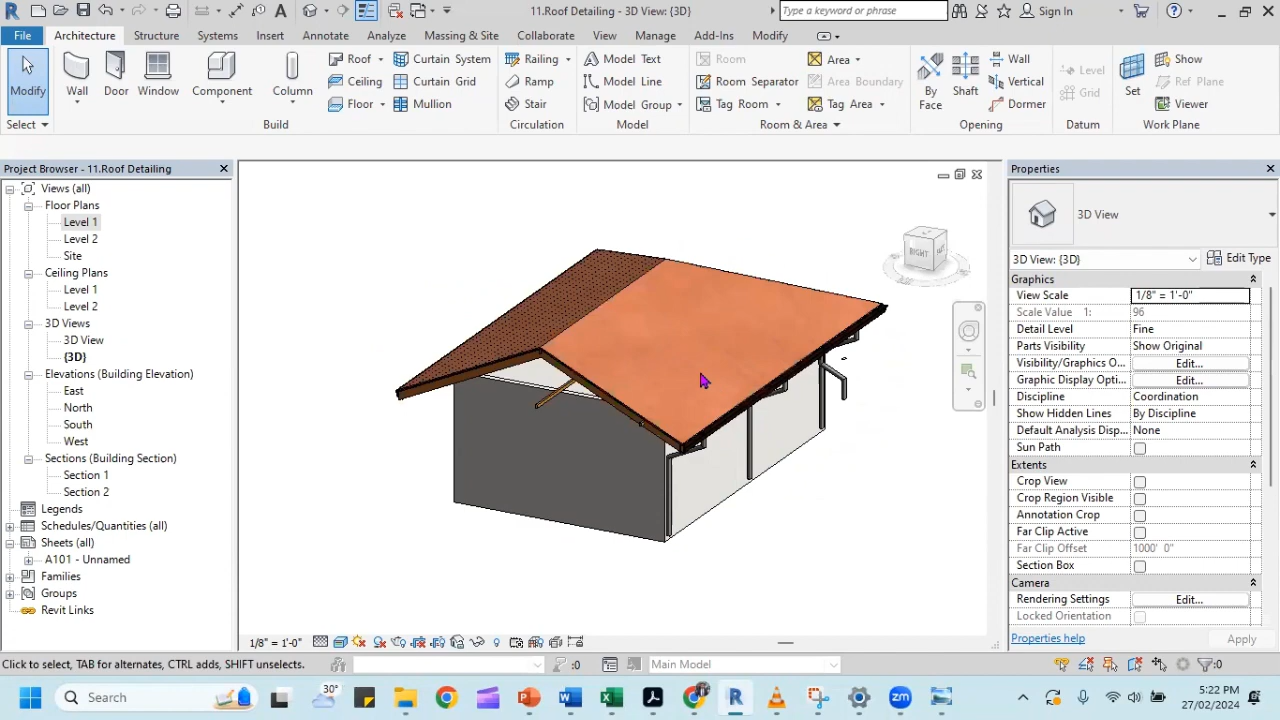 11.Roof Detailing - 3D View: {3D}
Type a keyword or phrase
Sign In
File Architecture Structure Systems Insert Annotate Analyze Massing & Site Collaborate View Manage Add-Ins Modify
Modify
Wall
Door
Window
Component
Column
Roof
Ceiling
Floor
Curtain System
Curtain Grid
Mullion
Railing
Ramp
Stair
Model Text
Model Line
Model Group
Room
Room Separator
Tag Room
Area
Area Boundary
Tag Area
By Face
Shaft
Wall
Vertical
Dormer
Level
Grid
Set
Show
Ref Plane
Viewer
Select
Build
Circulation
Model
Room & Area
Opening
Datum
Work Plane
Project Browser - 11.Roof Detailing
Views (all)
Floor Plans
Level 1
Level 2
Site
Ceiling Plans
Level 1
Level 2
3D Views
3D View
{3D}
Elevations (Building Elevation)
East
North
South
West
Sections (Building Section)
Section 1
Section 2
Legends
Schedules/Quantities (all)
Sheets (all)
A101 - Unnamed
Families
Groups
Revit Links
RIGHT
1/8" = 1'-0"
Properties
3D View
3D View: {3D}
Edit Type
Graphics
View Scale 1/8" = 1'-0"
Scale Value 1: 96
Detail Level Fine
Parts Visibility Show Original
Visibility/Graphics O... Edit...
Graphic Display Opti... Edit...
Discipline Coordination
Show Hidden Lines By Discipline
Default Analysis Disp... None
Sun Path
Extents
Crop View
Crop Region Visible
Annotation Crop
Far Clip Active
Far Clip Offset 1000' 0"
Section Box
Camera
Rendering Settings Edit...
Locked Orientation
Properties help
Apply
Click to select, TAB for alternates, CTRL adds, SHIFT unselects.
:0
Main Model
:0
Search
30°
5:22 PM
27/02/2024